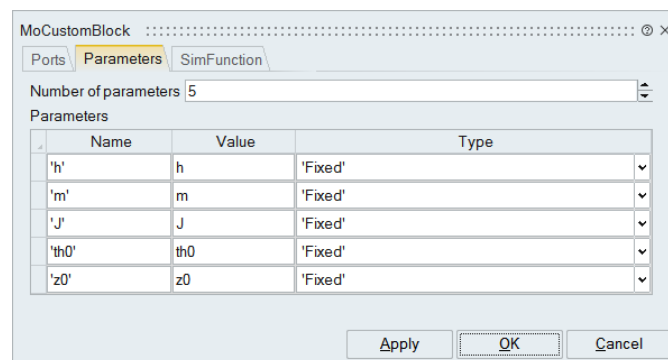 MoCustomBlock
Ports Parameters SimFunction
Number of parameters 5
Parameters
Name Value Type
'h' h 'Fixed'
'm' m 'Fixed'
'J' J 'Fixed'
'th0' th0 'Fixed'
'z0' z0 'Fixed'
Apply OK Cancel